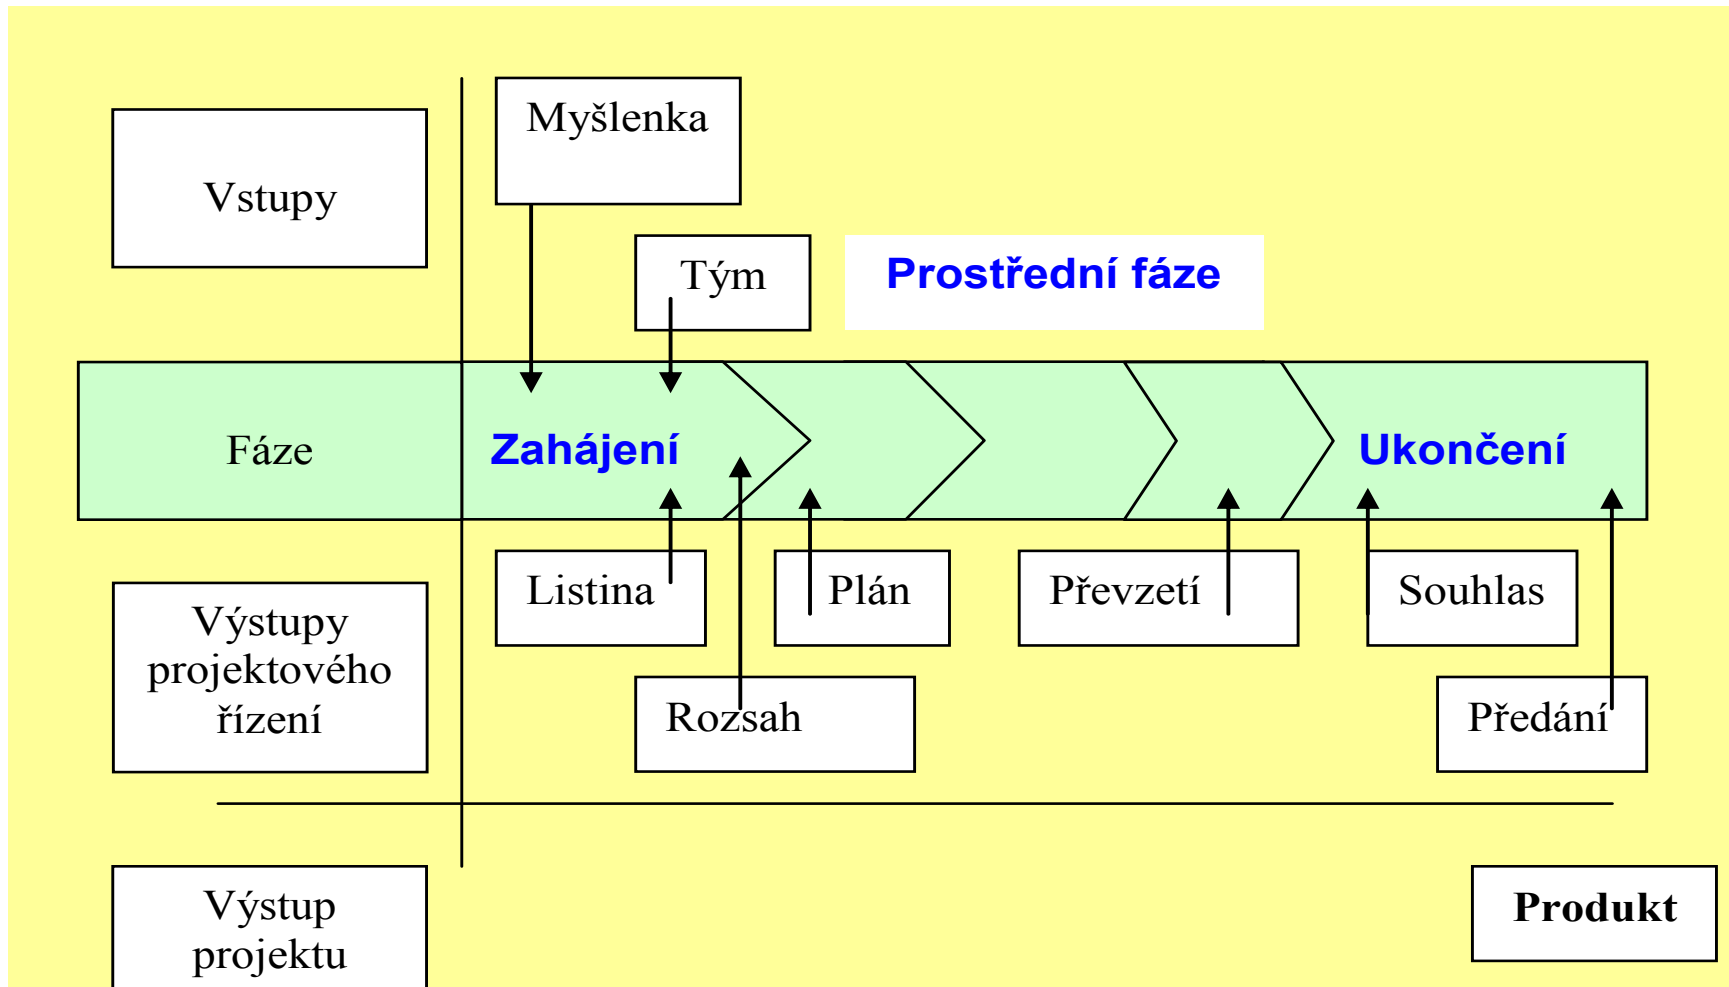 Myšlenka
Vstupy
Tým
Prostřední fáze
Fáze
Zahájení
Ukončení
Listina
Plán
Převzetí
Souhlas
Výstupy
projektového
řízení
Rozsah
Předání
Výstup
projektu
Produkt